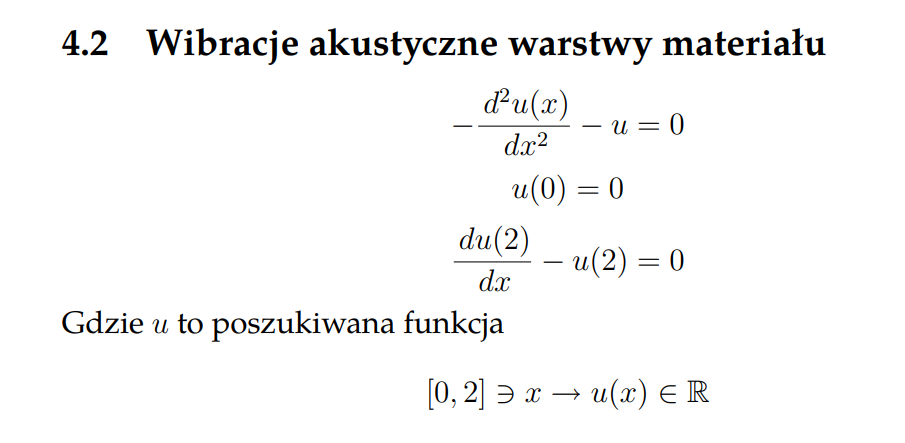 4.2 Wibracje akustyczne warstwy materiału
$-\frac{d^2u(x)}{dx^2} - u = 0$
$u(0) = 0$
$\frac{du(2)}{dx} - u(2) = 0$
Gdzie $u$ to poszukiwana funkcja
$[0, 2] \ni x \to u(x) \in \mathbb{R}$